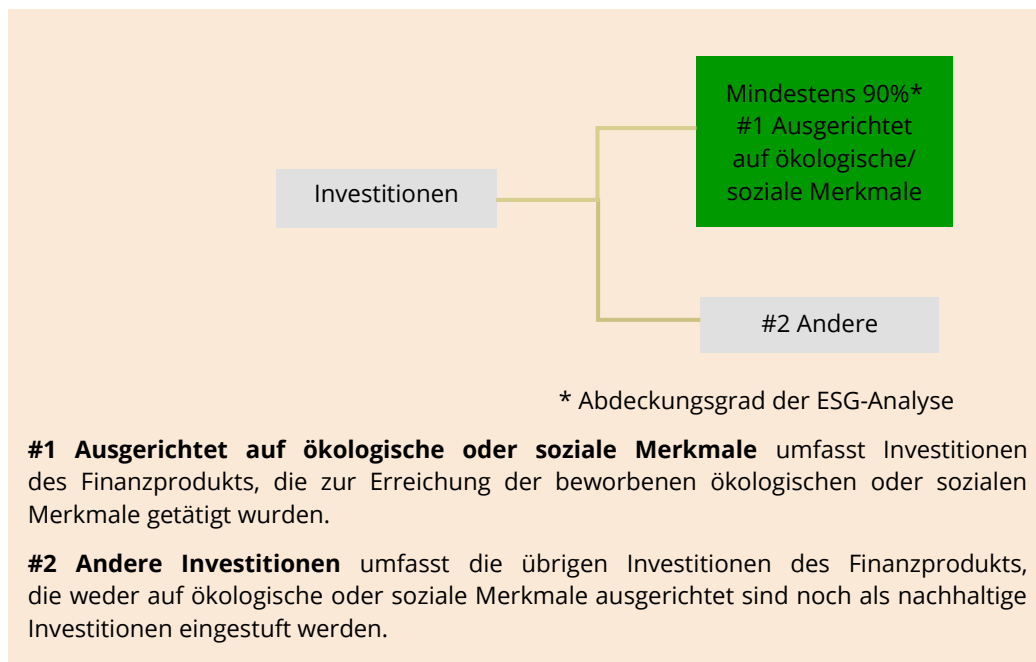 Mindestens 90%*
#1 Ausgerichtet
auf ökologische/
soziale Merkmale
Investitionen
#2 Andere
* Abdeckungsgrad der ESG-Analyse
#1 Ausgerichtet auf ökologische oder soziale Merkmale umfasst Investitionen
des Finanzprodukts, die zur Erreichung der beworbenen ökologischen oder sozialen
Merkmale getätigt wurden.
#2 Andere Investitionen umfasst die übrigen Investitionen des Finanzprodukts,
die weder auf ökologische oder soziale Merkmale ausgerichtet sind noch als nachhaltige
Investitionen eingestuft werden.